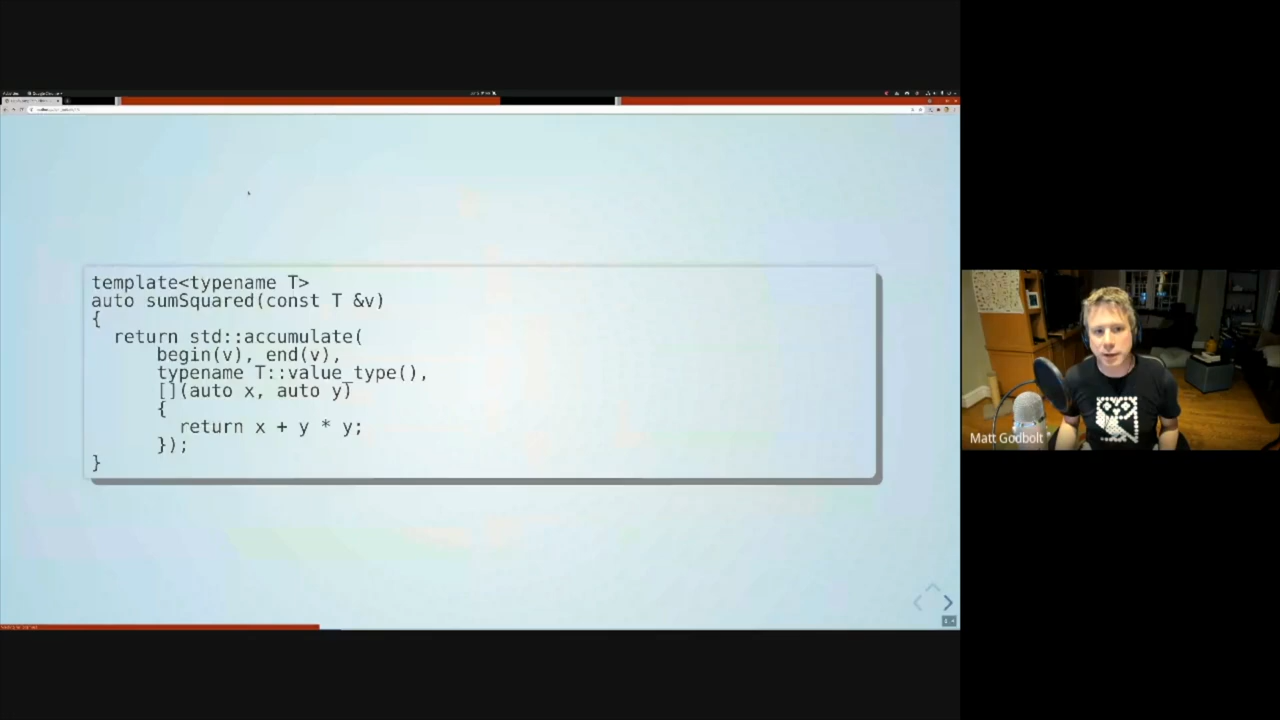 template<typename T>
auto sumSquared(const T &v)
{
  return std::accumulate(
      begin(v), end(v),
      typename T::value_type(),
      [](auto x, auto y)
      {
        return x + y * y;
      });
}
Matt Godbolt